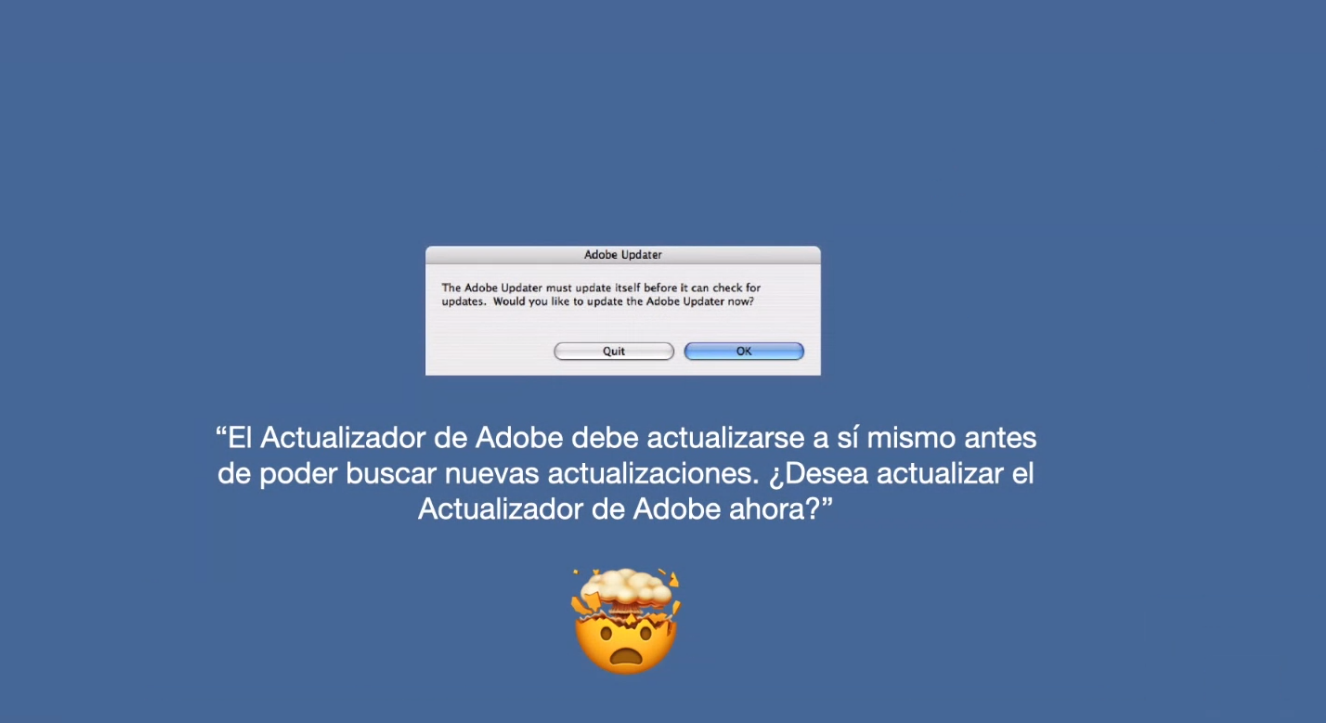 Adobe Updater
The Adobe Updater must update itself before it can check for
updates. Would you like to update the Adobe Updater now?
Quit
OK
“El Actualizador de Adobe debe actualizarse a sí mismo antes
de poder buscar nuevas actualizaciones. ¿Desea actualizar el
Actualizador de Adobe ahora?”